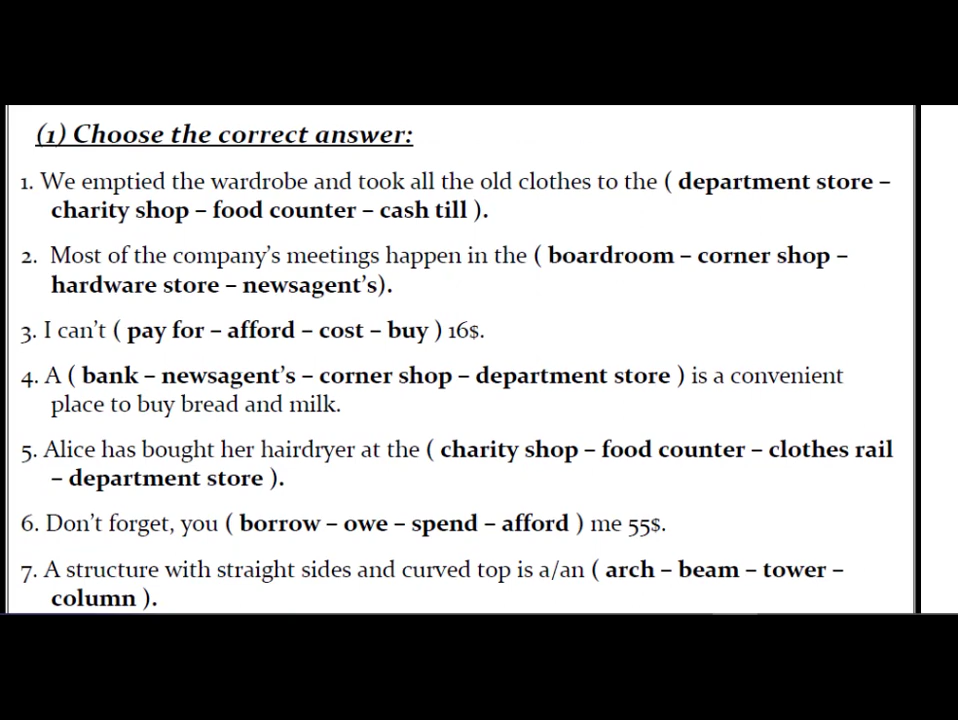 (1) Choose the correct answer:
1. We emptied the wardrobe and took all the old clothes to the ( department store –
charity shop – food counter – cash till ).
2. Most of the company’s meetings happen in the ( boardroom – corner shop –
hardware store – newsagent’s).
3. I can’t ( pay for – afford – cost – buy ) 16$.
4. A ( bank – newsagent’s – corner shop – department store ) is a convenient
place to buy bread and milk.
5. Alice has bought her hairdryer at the ( charity shop – food counter – clothes rail
– department store ).
6. Don’t forget, you ( borrow – owe – spend – afford ) me 55$.
7. A structure with straight sides and curved top is a/an ( arch – beam – tower –
column ).